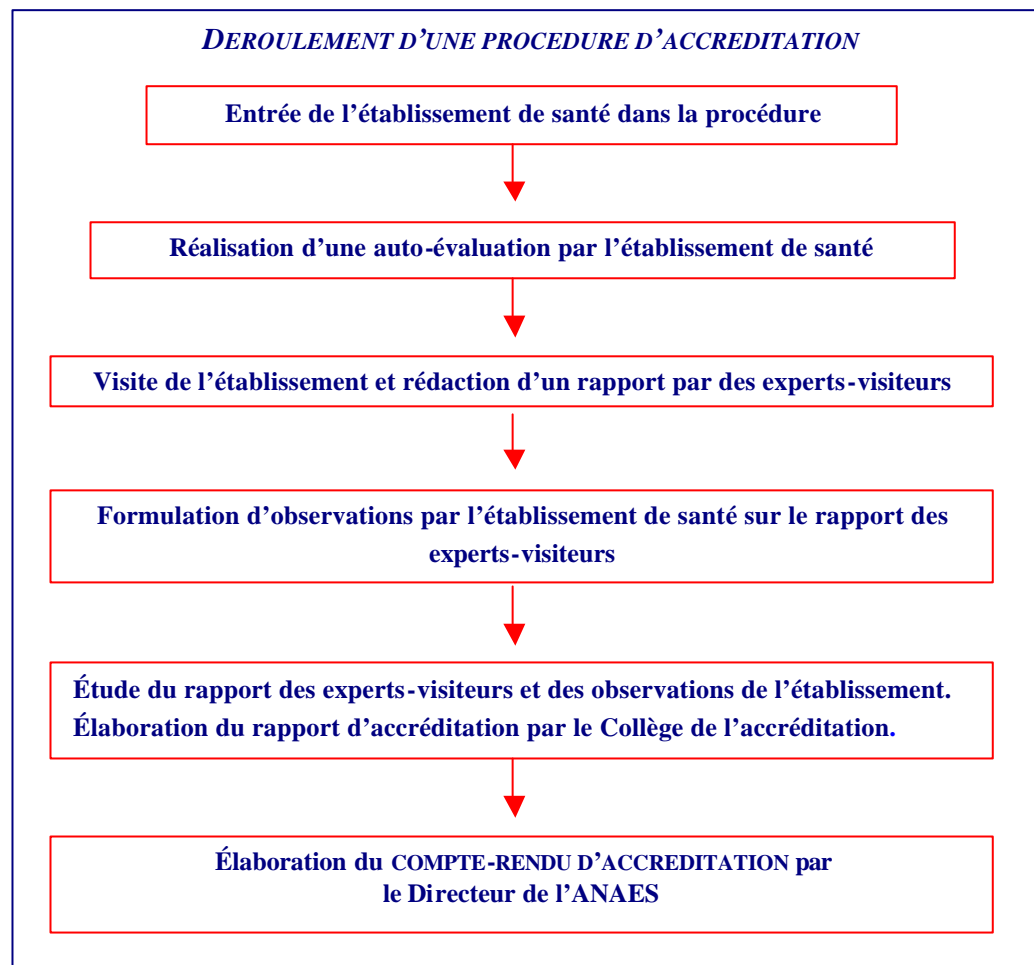 DEROULEMENT D’UNE PROCEDURE D’ACCREDITATION
Entrée de l’établissement de santé dans la procédure
Réalisation d’une auto-évaluation par l’établissement de santé
Visite de l’établissement et rédaction d’un rapport par des experts-visiteurs
Formulation d’observations par l’établissement de santé sur le rapport des
experts-visiteurs
Étude du rapport des experts-visiteurs et des observations de l’établissement.
Élaboration du rapport d’accréditation par le Collège de l’accréditation.
Élaboration du COMPTE-RENDU D’ACCREDITATION par
le Directeur de l’ANAES